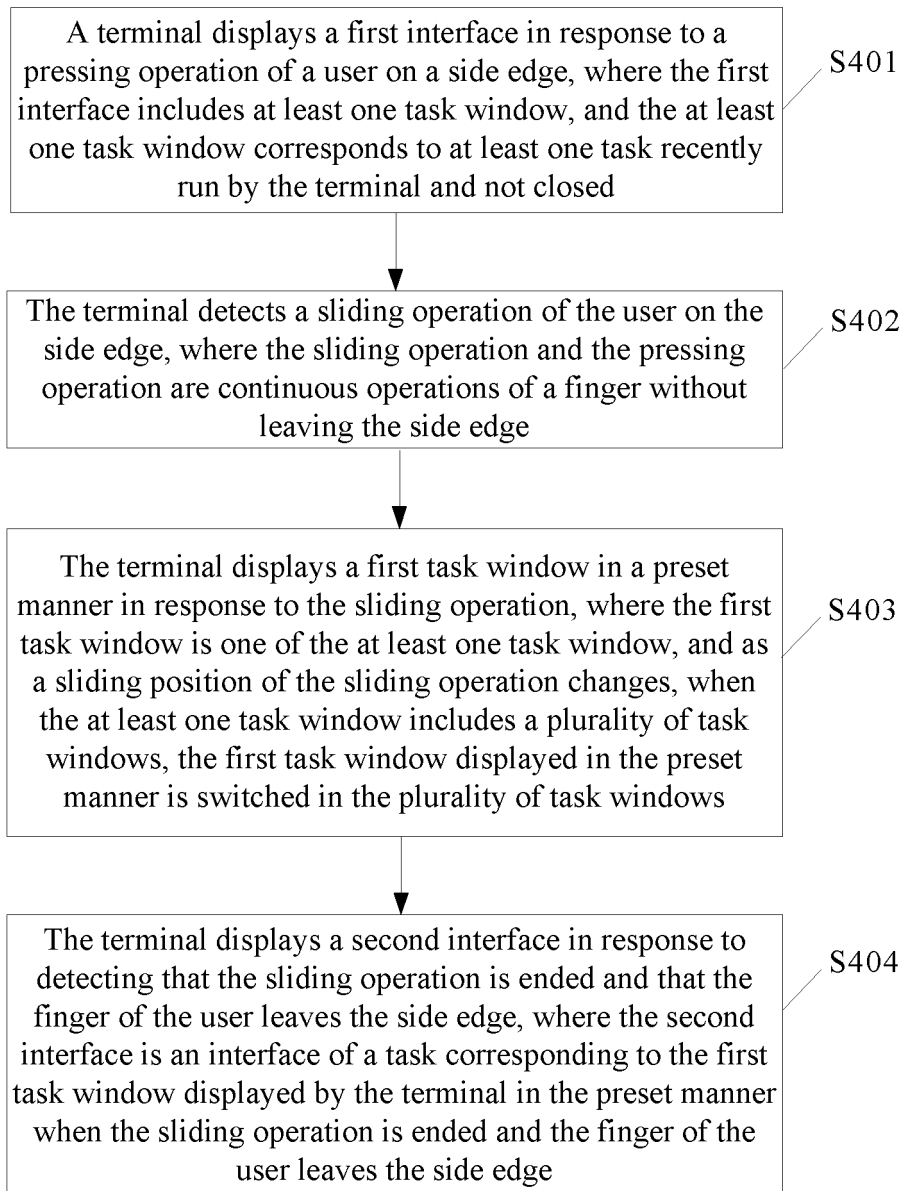 A terminal displays a first interface in response to a
pressing operation of a user on a side edge, where the first
interface includes at least one task window, and the at least
one task window corresponds to at least one task recently
run by the terminal and not closed
S401
The terminal detects a sliding operation of the user on the
side edge, where the sliding operation and the pressing
operation are continuous operations of a finger without
leaving the side edge
S402
The terminal displays a first task window in a preset
manner in response to the sliding operation, where the first
task window is one of the at least one task window, and as
a sliding position of the sliding operation changes, when
the at least one task window includes a plurality of task
windows, the first task window displayed in the preset
manner is switched in the plurality of task windows
S403
The terminal displays a second interface in response to
detecting that the sliding operation is ended and that the
finger of the user leaves the side edge, where the second
interface is an interface of a task corresponding to the first
task window displayed by the terminal in the preset manner
when the sliding operation is ended and the finger of the
user leaves the side edge
S404